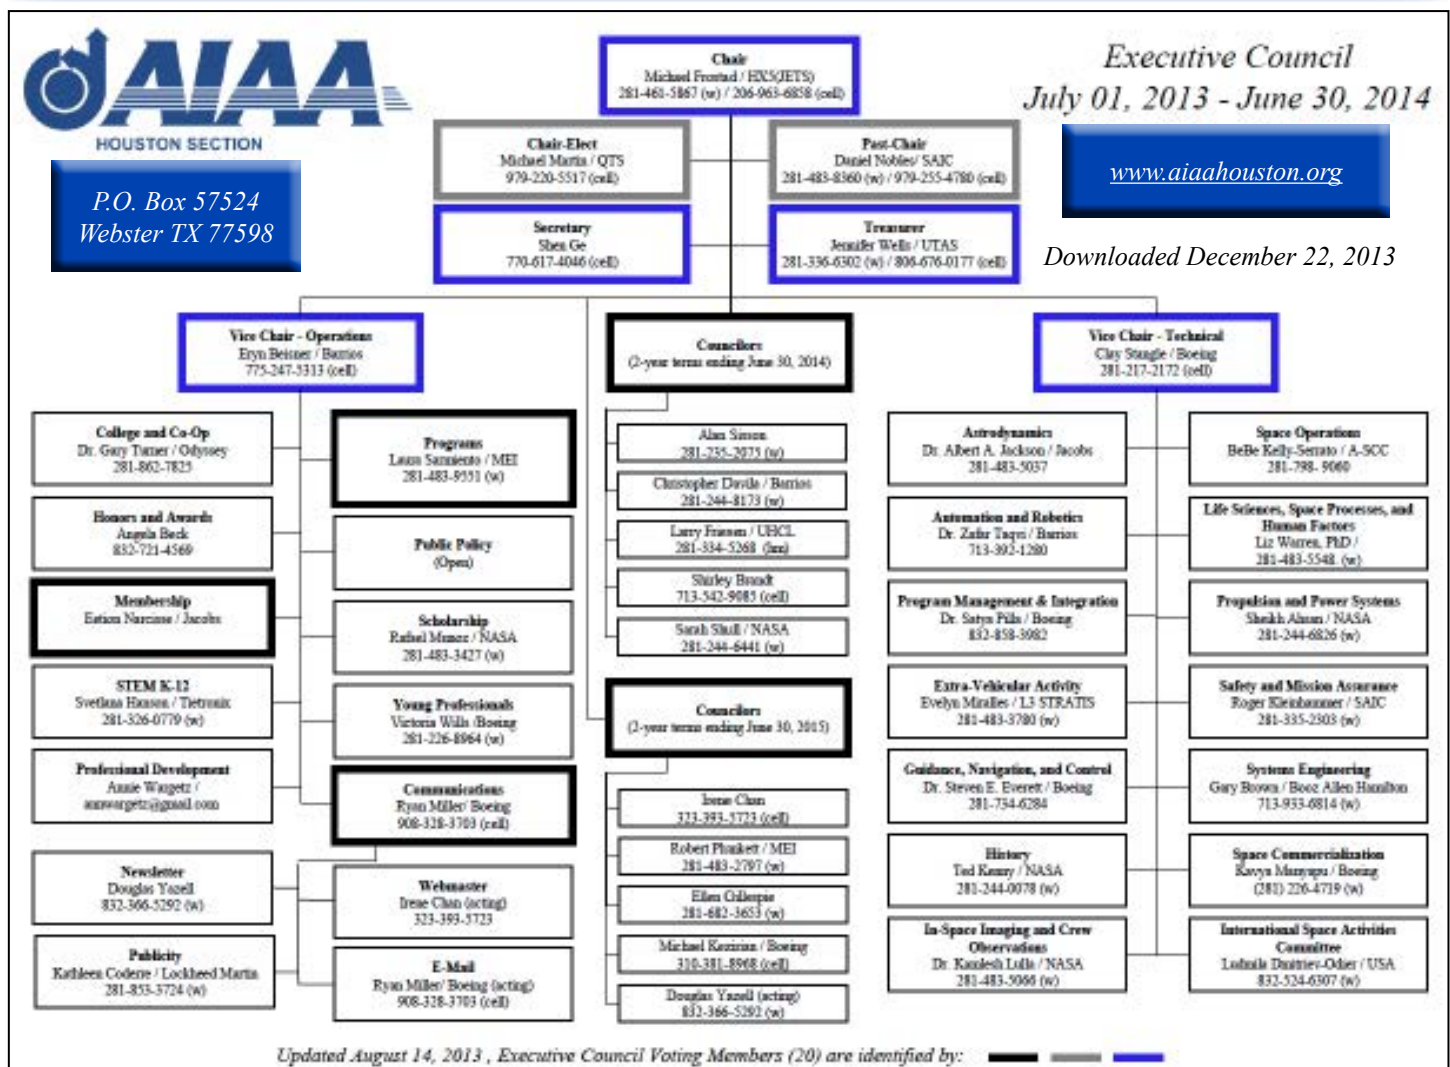 AIAA
HOUSTON SECTION
P.O. Box 57524
Webster TX 77598
Executive Council
July 01, 2013 - June 30, 2014
www.aiaahouston.org
Downloaded December 22, 2013
Chair
Michael Frostad / HX5(JETS)
281-461-5867 (w) / 206-963-6858 (cell)
Chair-Elect
Michael Martin / QTS
979-220-5517 (cell)
Past-Chair
Daniel Nobles/ SAIC
281-483-8360 (w) / 979-255-4780 (cell)
Secretary
Shen Ge
770-617-4046 (cell)
Treasurer
Jennifer Wells / UTAS
281-336-6302 (w) / 806-676-0177 (cell)
Vice Chair - Operations
Eryn Beisner / Barrios
775-247-5313 (cell)
Councilors
(2-year terms ending June 30, 2014)
Vice Chair - Technical
Clay Stangle / Boeing
281-217-2172 (cell)
College and Co-Op
Dr. Gary Turner / Odyssey
281-862-7825
Programs
Laura Sarmiento / MEI
281-483-9551 (w)
Honors and Awards
Angela Beck
832-721-4569
Public Policy
(Open)
Membership
Narcisse / Jacobs
Scholarship
Rafael Munoz / NASA
281-483-3427 (w)
STEM K-12
Svetlana Hanson / Tietronix
281-326-0779 (w)
Young Professionals
Victoria Wills /Boeing
281-226-8964 (w)
Professional Development
Annie Wargetz /
annwargetz@gmail.com
Communications
Ryan Miller/ Boeing
908-328-3703 (cell)
Newsletter
Douglas Yazell
832-366-5292 (w)
Webmaster
Irene Chan (acting)
323-393-5723
Publicity
Kathleen Coderre / Lockheed Martin
281-853-3724 (w)
E-Mail
Ryan Miller/ Boeing (acting)
908-328-3703 (cell)
Alan Simon
281-235-2075 (w)
Christopher Davila / Barrios
281-244-8173 (w)
Larry Friesen / UHCL
281-334-5268 (hm)
Shirley Brandt
713-542-9085 (cell)
Sarah Shull / NASA
281-244-6441 (w)
Councilors
(2-year terms ending June 30, 2015)
Irene Chan
323-393-5723 (cell)
Robert Plunkett / MEI
281-483-2797 (w)
Ellen Gillespie
281-682-3653 (w)
Michael Kezirian / Boeing
310-381-8968 (cell)
Douglas Yazell (acting)
832-366-5292 (w)
Astrodynamics
Dr. Albert A. Jackson / Jacobs
281-483-5037
Space Operations
BeBe Kelly-Serrato / A-SCC
281-798- 9060
Automation and Robotics
Dr. Zafar Taqvi / Barrios
713-392-1280
Life Sciences, Space Processes, and
Human Factors
Liz Warren, PhD /
281-483-5548 (w)
Program Management & Integration
Dr. Satya Pilla / Boeing
832-858-3982
Propulsion and Power Systems
Sheikh Ahsan / NASA
281-244-6826 (w)
Extra-Vehicular Activity
Evelyn Miralles / L3 STRATIS
281-483-3780 (w)
Safety and Mission Assurance
Roger Kleinhammer / SAIC
281-335-2303 (w)
Guidance, Navigation, and Control
Dr. Steven E. Everett / Boeing
281-734-6284
Systems Engineering
Gary Brown / Booz Allen Hamilton
713-933-6814 (w)
History
Ted Kenny / NASA
281-244-0078 (w)
Space Commercialization
Kavya Manyapu / Boeing
(281) 226-4719 (w)
In-Space Imaging and Crew
Observations
Dr. Kamlesh Lulla / NASA
281-483-5066 (w)
International Space Activities
Committee
Ludmila Dmitriev-Odier / USA
832-524-6307 (w)
Updated August 14, 2013 , Executive Council Voting Members (20) are identified by: